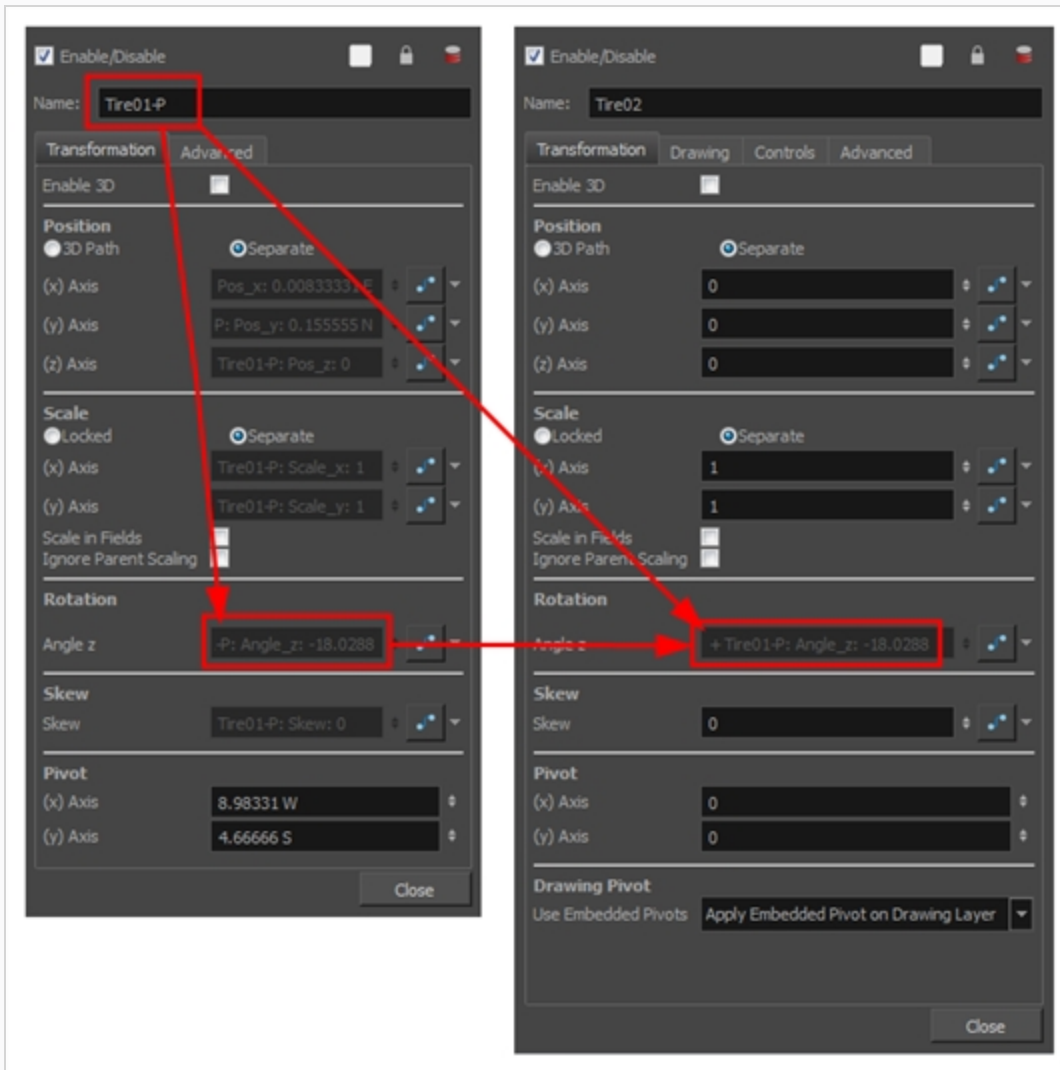 Enable/Disable
Name: Tire01-P
Transformation Advanced
Enable 3D
Position
3D Path Separate
(x) Axis Pos_x: 0.00833331 E
(y) Axis P: Pos_y: 0.155555 N
(z) Axis Tire01-P: Pos_z: 0
Scale
Locked Separate
(x) Axis Tire01-P: Scale_x: 1
(y) Axis Tire01-P: Scale_y: 1
Scale in Fields
Ignore Parent Scaling
Rotation
Angle z -P: Angle_z: -18.0288
Skew
Skew Tire01-P: Skew: 0
Pivot
(x) Axis 8.98331 W
(y) Axis 4.66666 S
Close
Enable/Disable
Name: Tire02
Transformation Drawing Controls Advanced
Enable 3D
Position
3D Path Separate
(x) Axis 0
(y) Axis 0
(z) Axis 0
Scale
Locked Separate
(x) Axis 1
(y) Axis 1
Scale in Fields
Ignore Parent Scaling
Rotation
Angle z + Tire01-P: Angle_z: -18.0288
Skew
Skew 0
Pivot
(x) Axis 0
(y) Axis 0
Drawing Pivot
Use Embedded Pivots Apply Embedded Pivot on Drawing Layer
Close